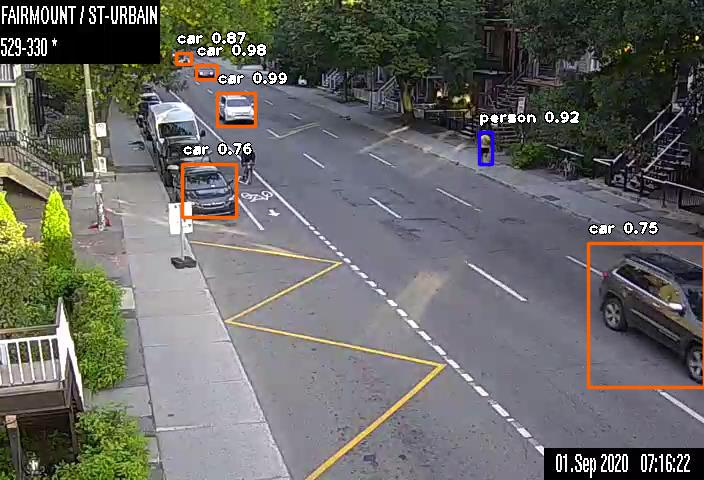 FAIRMOUNT / ST-URBAIN
529-330 *
car 0.87
car 0.98
car 0.99
person 0.92
car 0.76
car 0.75
01.Sep 2020 07:16:22